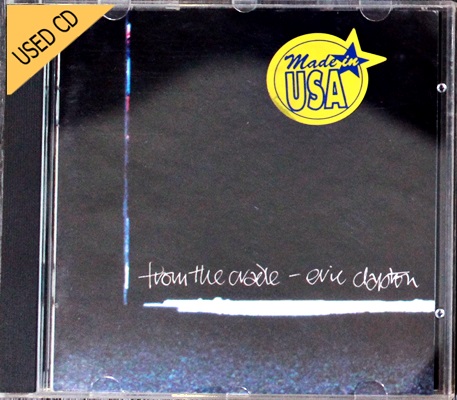 USED CD
Made in
USA
from the cradle - eric clapton